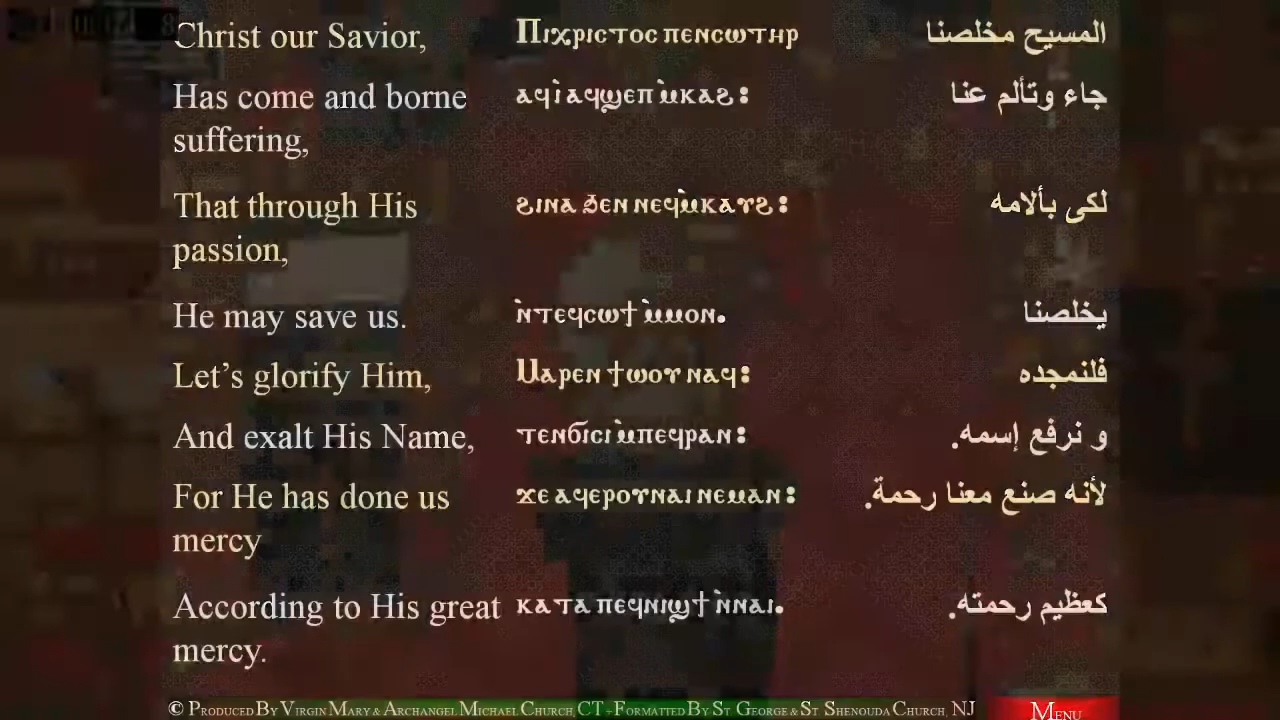 Christ our Savior,
Ⲡⲓⲭⲣⲓⲥⲧⲟⲥ ⲡⲉⲛⲥⲱⲧⲏⲣ
المسيح مخلصنا
Has come and borne
suffering,
ⲁϥⲓ̀ⲁϥϣⲉⲡⲙ̀ⲕⲁϩ:
جاء وتألم عنا
That through His
passion,
ϩⲓⲛⲁ ϧⲉⲛ ⲛⲉϥⲙ̀ⲕⲁⲩϩ:
لكى بألامه
He may save us.
ⲛ̀ⲧⲉϥⲥⲱϯ ⲙ̀ⲙⲟⲛ.
يخلصنا
Let’s glorify Him,
Ⲙⲁⲣⲉⲛ ϯⲱⲟⲩ ⲛⲁϥ:
فلنمجده
And exalt His Name,
ⲧⲉⲛϭⲓⲥⲓ ⲙ̀ⲡⲉϥⲣⲁⲛ:
و نرفع إسمه.
For He has done us
mercy
ϫⲉ ⲁϥⲉⲣⲟⲩⲛⲁⲓ ⲛⲉⲙⲁⲛ:
لأنه صنع معنا رحمة.
According to His great
mercy.
ⲕⲁⲧⲁ ⲡⲉϥⲛⲓϣϯ ⲛ̀ⲛⲁⲓ.
كعظيم رحمته.
© Produced By Virgin Mary & Archangel Michael Church, CT - Formatted By St George & St Shenouda Church, NJ
Menu